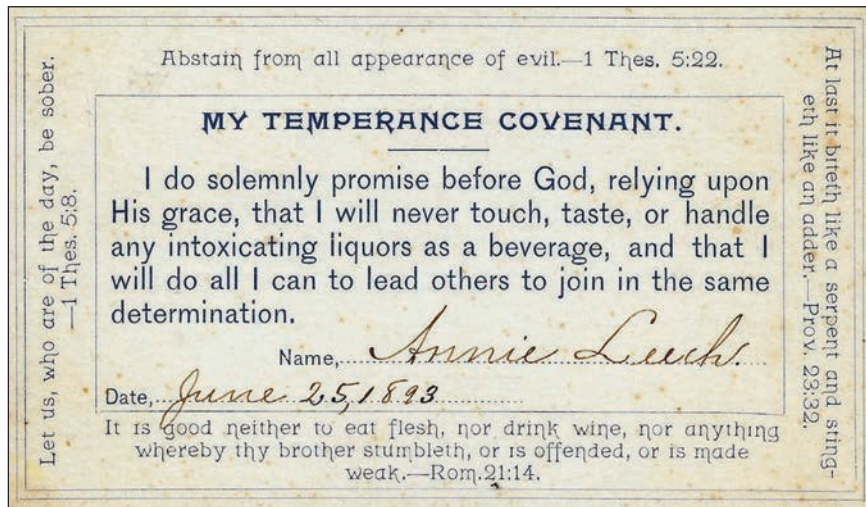 Abstain from all appearance of evil.—1 Thes. 5:22.
Let us, who are of the day, be sober.
—1 Thes. 5:8.
MY TEMPERANCE COVENANT.
I do solemnly promise before God, relying upon
His grace, that I will never touch, taste, or handle
any intoxicating liquors as a beverage, and that I
will do all I can to lead others to join in the same
determination.
Name, Annie Leech.
Date, June 25, 1893
At last it biteth like a serpent and sting-
eth like an adder.—Prov. 23:32.
It is good neither to eat flesh, nor drink wine, nor anything
whereby thy brother stumbleth, or is offended, or is made
weak.—Rom.21:14.